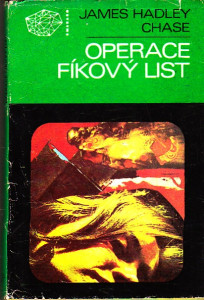 JAMES HADLEY
CHASE
OPERACE
FÍKOVÝ LIST